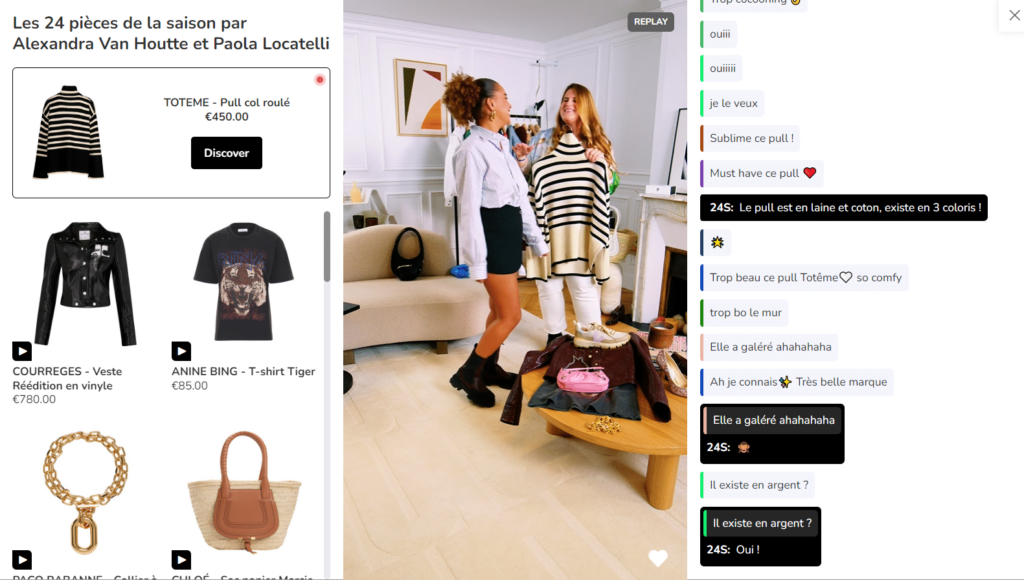 Les 24 pièces de la saison par
Alexandra Van Houtte et Paola Locatelli
TOTEME - Pull col roulé
€450.00
Discover
COURREGES - Veste
Réédition en vinyle
€780.00
ANINE BING - T-shirt Tiger
€85.00
PACO RABANNE - Collier à
CHLOÉ - Sac panier Marcie
REPLAY
Trop cocooning
ouiii
ouiiiii
je le veux
Sublime ce pull !
Must have ce pull ❤️
24S: Le pull est en laine et coton, existe en 3 coloris !
Trop beau ce pull Totême🤍 so comfy
trop bo le mur
Elle a galéré ahahahaha
Ah je connais✨ Très belle marque
Elle a galéré ahahahaha
24S: 🙊
Il existe en argent ?
Il existe en argent ?
24S: Oui !